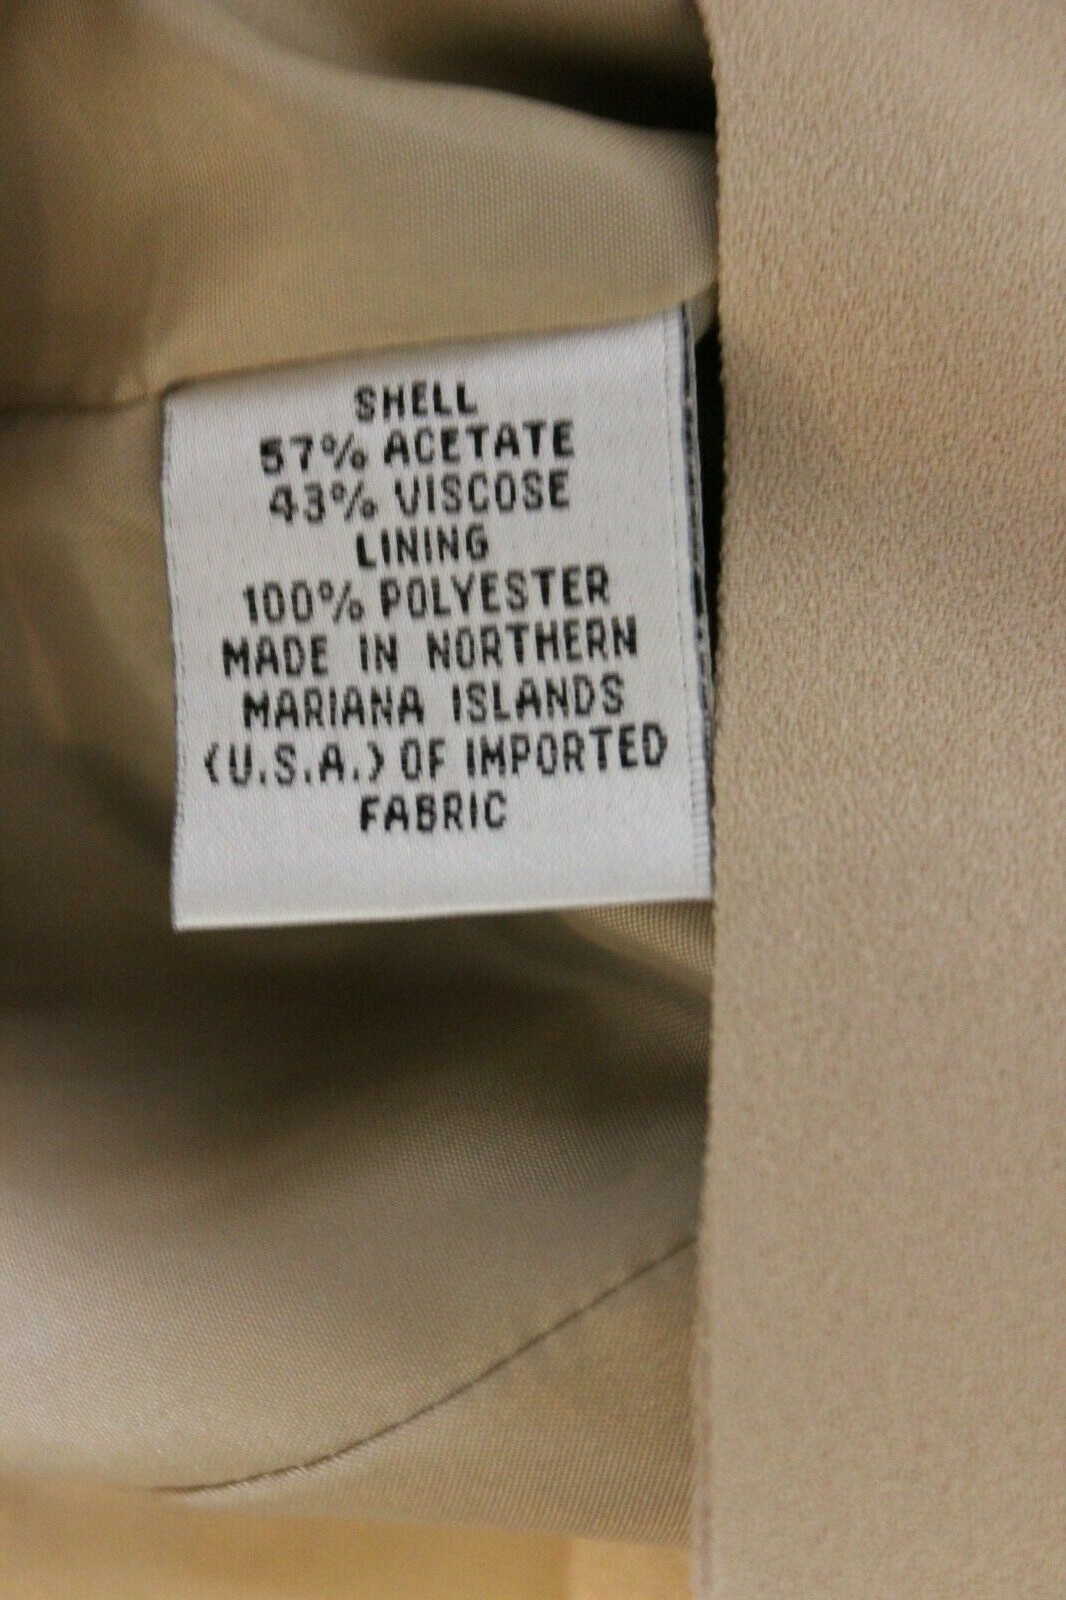 SHELL
57% ACETATE
43% VISCOSE
LINING
100% POLYESTER
MADE IN NORTHERN
MARIANA ISLANDS
(U.S.A.) OF IMPORTED
FABRIC